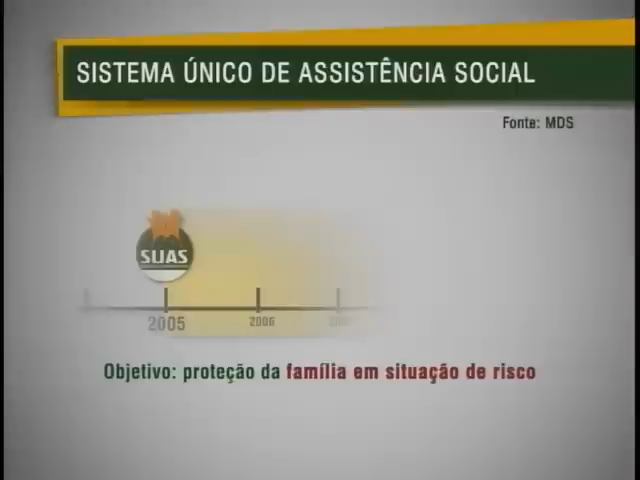 SISTEMA ÚNICO DE ASSISTÊNCIA SOCIAL
Fonte: MDS
SUAS
2005 2006
Objetivo: proteção da família em situação de risco